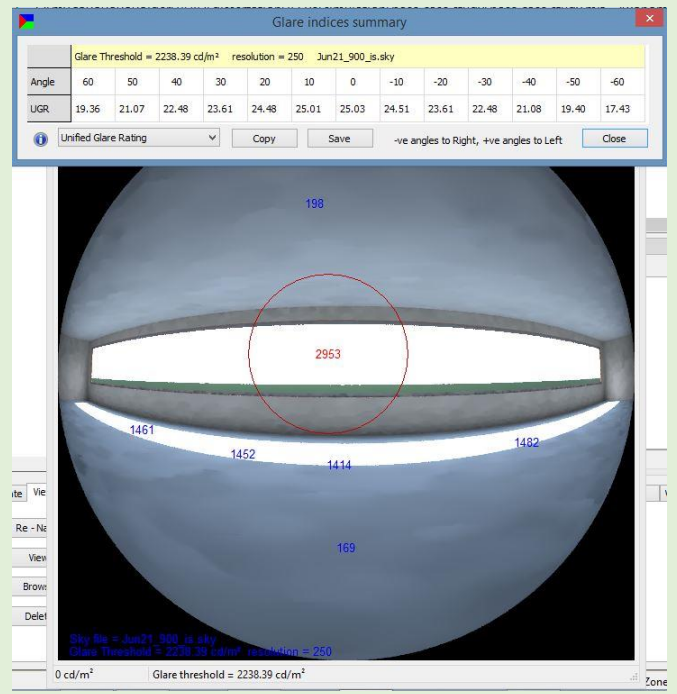 Glare indices summary
Glare Threshold = 2238.39 cd/m² resolution = 250 Jun21_900_is.sky
Angle 60 50 40 30 20 10 0 -10 -20 -30 -40 -50 -60
UGR 19.36 21.07 22.48 23.61 24.48 25.01 25.03 24.51 23.61 22.48 21.08 19.40 17.43
Unified Glare Rating Copy Save -ve angles to Right, +ve angles to Left Close
198
2953
1461
1482
1452
1414
ate Vie
Re - Na
169
View
Brows
Delet
Sky file = Jun21_900_is.sky
Glare Threshold = 2238.39 cd/m² resolution = 250
0 cd/m² Glare threshold = 2238.39 cd/m² Zone